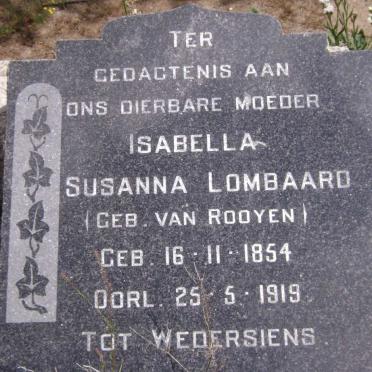 TER
GEDACTENIS AAN
ONS DIERBARE MOEDER
ISABELLA
SUSANNA LOMBAARD
(GEB. VAN ROOYEN)
GEB. 16-11-1854
OORL. 25-5-1919.
TOT WEDERSIENS.